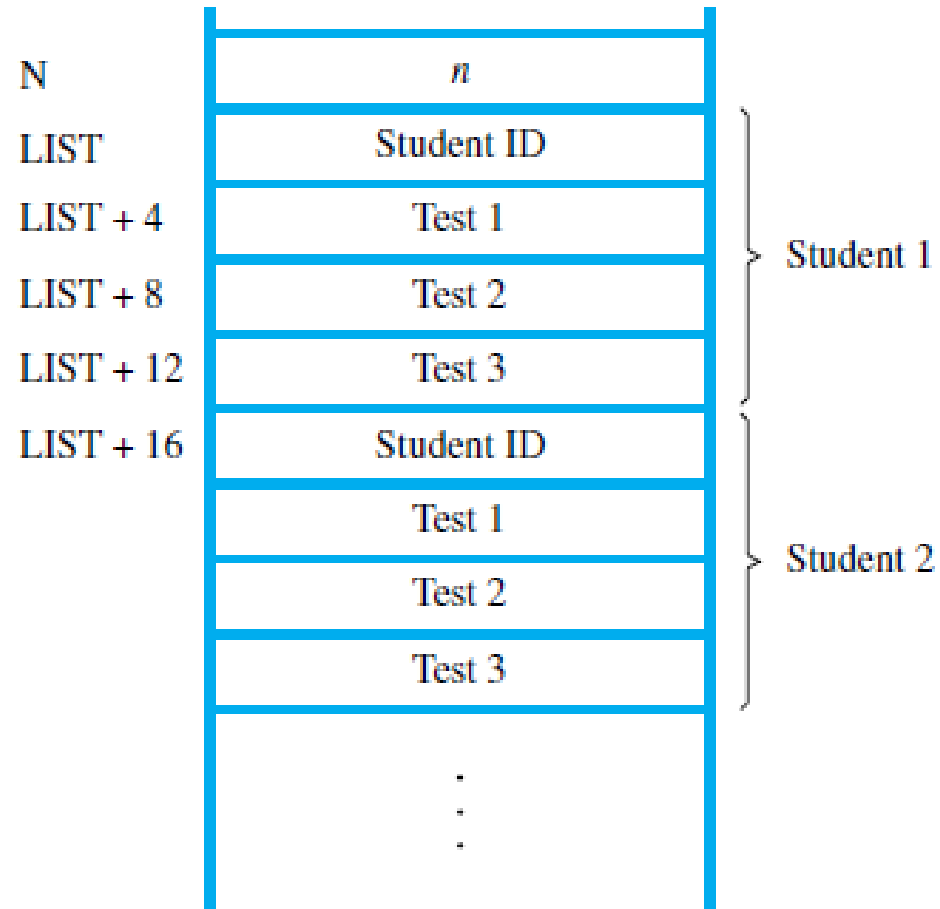 N n
LIST Student ID
LIST + 4 Test 1
Student 1
LIST + 8 Test 2
LIST + 12 Test 3
LIST + 16 Student ID
Test 1
Student 2
Test 2
Test 3